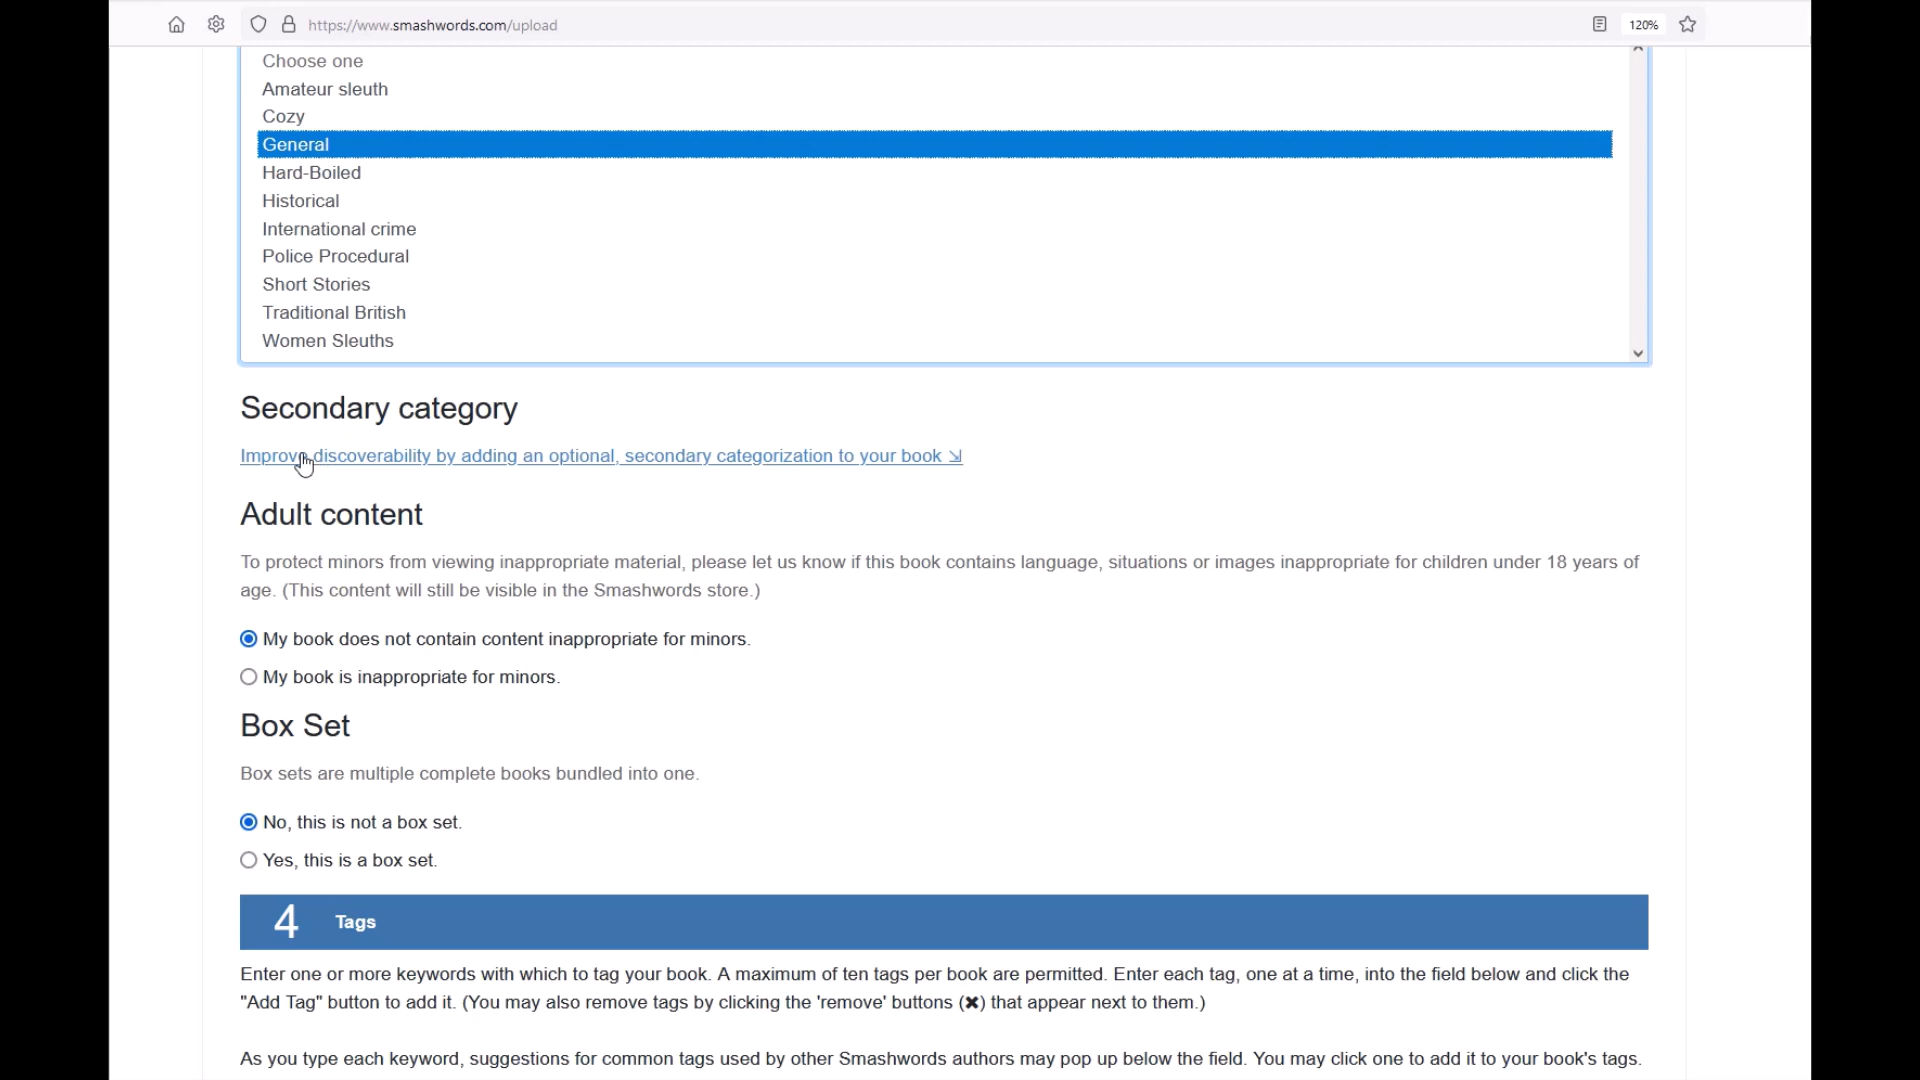 https://www.smashwords.com/upload
120%
Choose one
Amateur sleuth
Cozy
General
Hard-Boiled
Historical
International crime
Police Procedural
Short Stories
Traditional British
Women Sleuths
Secondary category
Improve discoverability by adding an optional, secondary categorization to your book
Adult content
To protect minors from viewing inappropriate material, please let us know if this book contains language, situations or images inappropriate for children under 18 years of
age. (This content will still be visible in the Smashwords store.)
My book does not contain content inappropriate for minors.
My book is inappropriate for minors.
Box Set
Box sets are multiple complete books bundled into one.
No, this is not a box set.
Yes, this is a box set.
4 Tags
Enter one or more keywords with which to tag your book. A maximum of ten tags per book are permitted. Enter each tag, one at a time, into the field below and click the
"Add Tag" button to add it. (You may also remove tags by clicking the 'remove' buttons (✖) that appear next to them.)
As you type each keyword, suggestions for common tags used by other Smashwords authors may pop up below the field. You may click one to add it to your book's tags.